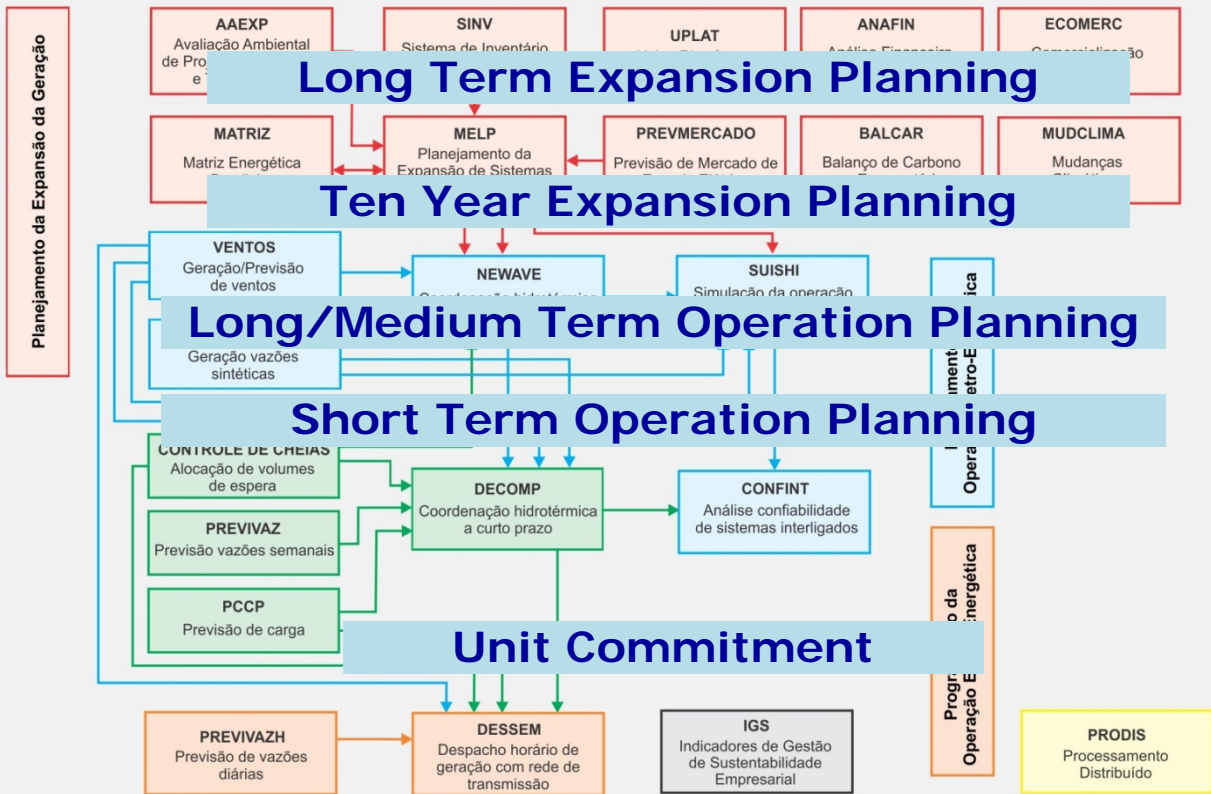 Planejamento da Expansão da Geração
AAEXP
Avaliação Ambiental
de Pro
e
SINV
Sistema de Inventário
UPLAT
ANAFIN
Análise Financeira
ECOMERC
Comercialização
Long Term Expansion Planning
MATRIZ
Matriz Energética
MELP
Planejamento da
Expansão de Sistemas
PREVMERCADO
Previsão de Mercado de
BALCAR
Balanço de Carbono
MUDCLIMA
Mudanças
Ten Year Expansion Planning
VENTOS
Geração/Previsão
de ventos
NEWAVE
Coordenação hidrotérmica
SUISHI
Simulação da operação
Long/Medium Term Operation Planning
Geração vazões
sintéticas
Short Term Operation Planning
CONTROLE DE CHEIAS
Alocação de volumes
de espera
DECOMP
Coordenação hidrotérmica
a curto prazo
CONFINT
Análise confiabilidade
de sistemas interligados
PREVIVAZ
Previsão vazões semanais
PCCP
Previsão de carga
Unit Commitment
PREVIVAZH
Previsão de vazões
diárias
DESSEM
Despacho horário de
geração com rede de
transmissão
IGS
Indicadores de Gestão
de Sustentabilidade
Empresarial
PRODIS
Processamento
Distribuído